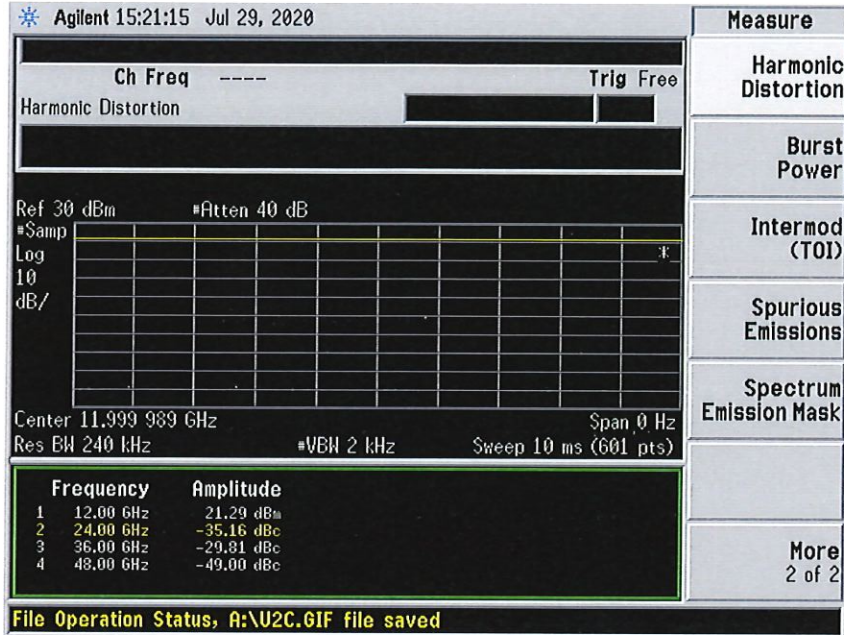 Agilent 15:21:15 Jul 29, 2020
Measure
Ch Freq ----
Trig Free
Harmonic Distortion
Ref 30 dBm #Atten 40 dB
#Samp
Log
10
dB/
*
Center 11.999 989 GHz
Span 0 Hz
Res BW 240 kHz
#VBW 2 kHz
Sweep 10 ms (601 pts)
Frequency Amplitude
1 12.00 GHz 21.29 dBm
2 24.00 GHz -35.16 dBc
3 36.00 GHz -29.81 dBc
4 48.00 GHz -49.00 dBc
File Operation Status, A:\U2C.GIF file saved
Harmonic
Distortion
Burst
Power
Intermod
(TOI)
Spurious
Emissions
Spectrum
Emission Mask
More
2 of 2